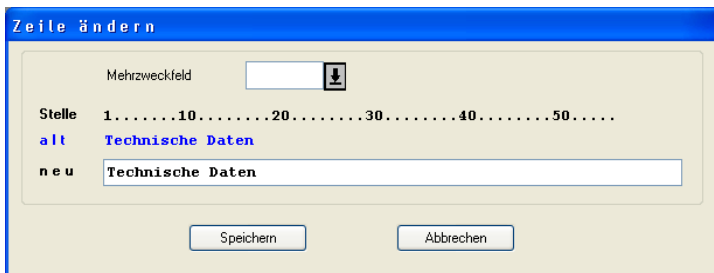 Zeile ändern
Mehrzweckfeld
Stelle 1.......10........20........30........40........50.....
alt Technische Daten
neu Technische Daten
Speichern Abbrechen